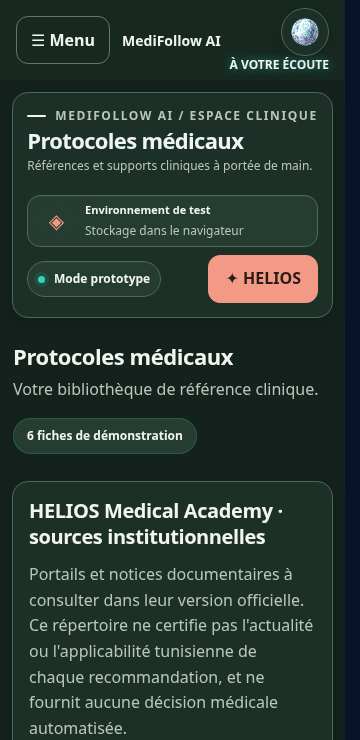 ☰ Menu
MediFollow AI
À VOTRE ÉCOUTE
MEDIFOLLOW AI / ESPACE CLINIQUE
Protocoles médicaux
Références et supports cliniques à portée de main.
Environnement de test
Stockage dans le navigateur
Mode prototype
✦ HELIOS
Protocoles médicaux
Votre bibliothèque de référence clinique.
6 fiches de démonstration
HELIOS Medical Academy ·
sources institutionnelles
Portails et notices documentaires à
consulter dans leur version officielle.
Ce répertoire ne certifie pas l'actualité
ou l'applicabilité tunisienne de
chaque recommandation, et ne
fournit aucune décision médicale
automatisée.